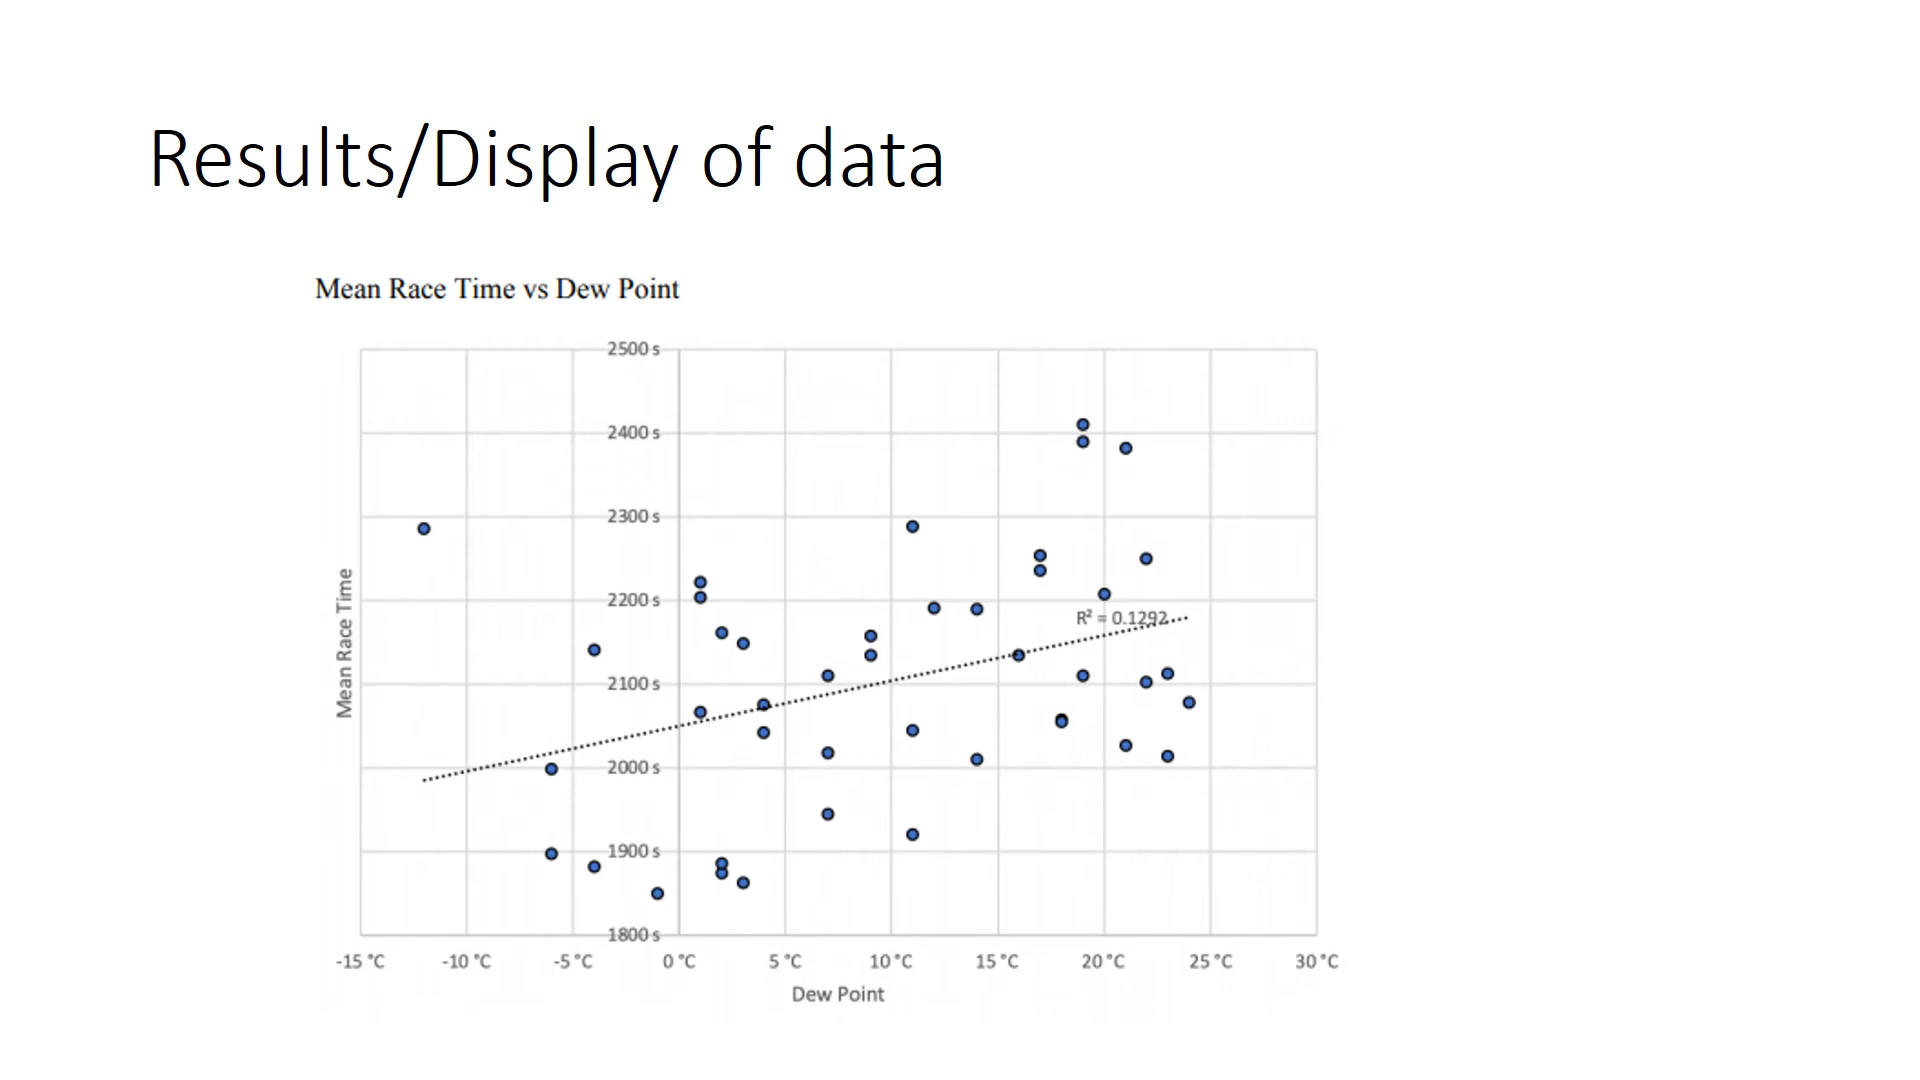 Results/Display of data
Mean Race Time vs Dew Point
2500 s
2400 s
2300 s
2200 s
R² = 0.1292
2100 s
2000 s
1900 s
1800 s
Mean Race Time
-15 °C -10 °C -5 °C 0 °C 5 °C 10 °C 15 °C 20 °C 25 °C 30 °C
Dew Point